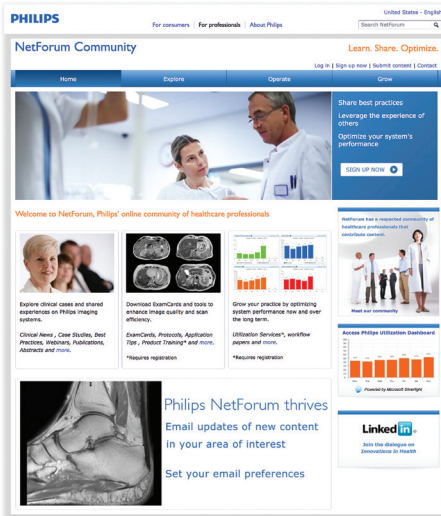 PHILIPS
United States - English
For consumers
For professionals
About Philips
Search NetForum
NetForum Community
Learn. Share. Optimize.
Log in | Sign up now | Submit content | Contact
Home
Explore
Operate
Grow
Share best practices
Leverage the experience of
others
Optimize your system's
performance
SIGN UP NOW
Welcome to NetForum, Philips' online community of healthcare professionals
Explore clinical cases and shared
experiences on Philips imaging
systems.
Clinical News , Case Studies, Best
Practices, Webinars, Publications,
Abstracts and more.
Download ExamCards and tools to
enhance image quality and scan
efficiency.
ExamCards, Protocols, Application
Tips , Product Training* and more.
*Requires registration
Grow your practice by optimizing
system performance now and over
the long term.
Utilization Services*, workflow
papers and more.
*Requires registration
NetForum has a respected community of
healthcare professionals that
contribute content.
Meet our community
Access Philips Utilization Dashboard
Powered by Microsoft Silverlight
Linked in
Join the dialogue on
Innovations in Health
Philips NetForum thrives
Email updates of new content
in your area of interest
Set your email preferences